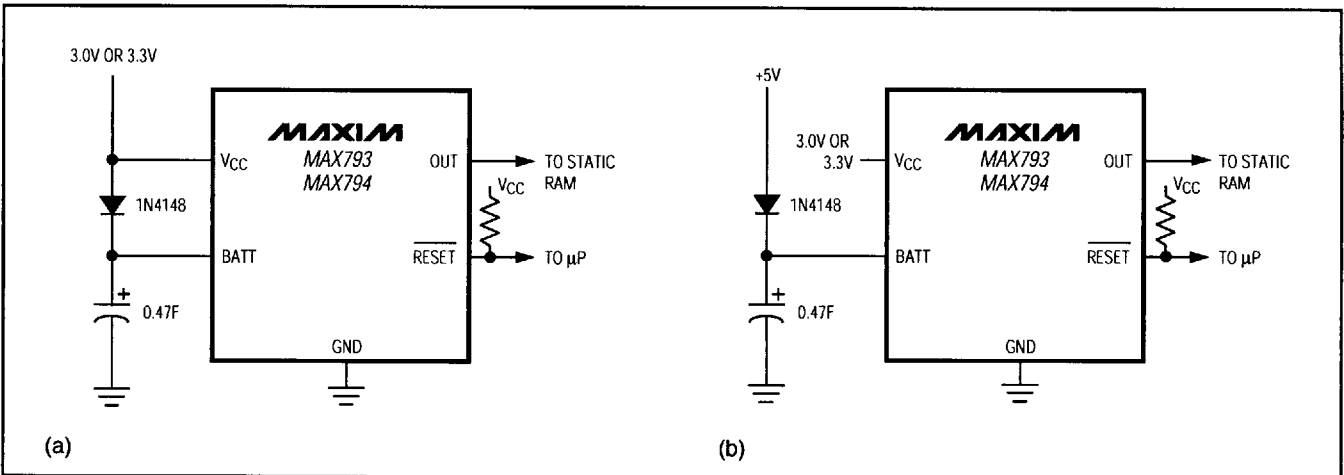 3.0V OR 3.3V
MAXIM
MAX793
MAX794
VCC
OUT
TO STATIC
RAM
VCC
1N4148
BATT
RESET
TO µP
+
0.47F
GND
(a)
+5V
3.0V OR
3.3V
MAXIM
MAX793
MAX794
VCC
OUT
TO STATIC
RAM
VCC
1N4148
BATT
RESET
TO µP
+
0.47F
GND
(b)